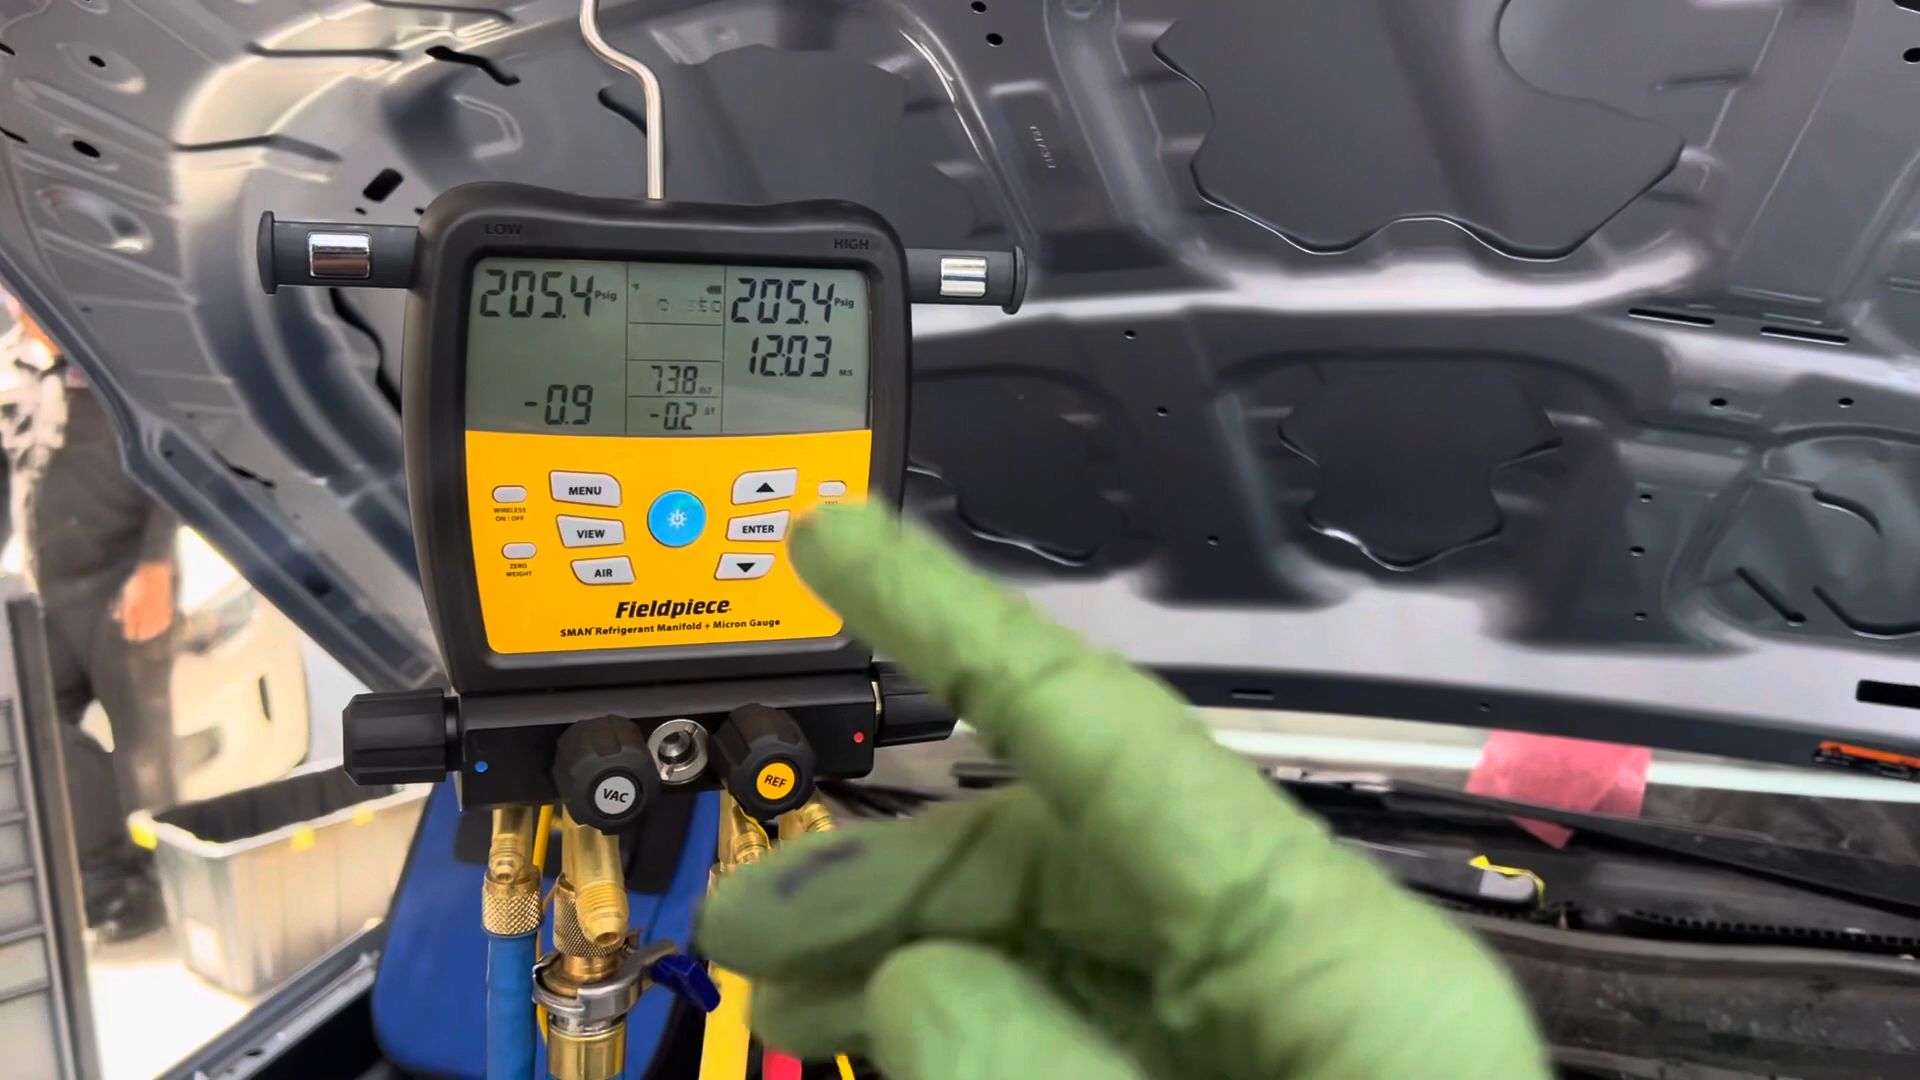 LOW
HIGH
205.4 Psig
205.4 Psig
12:03 M:S
73.8
-0.9
-0.2 ΔT
MENU
WIRELESS
ON / OFF
VIEW
ENTER
ZERO
WEIGHT
AIR
Fieldpiece
SMAN Refrigerant Manifold + Micron Gauge
VAC
REF